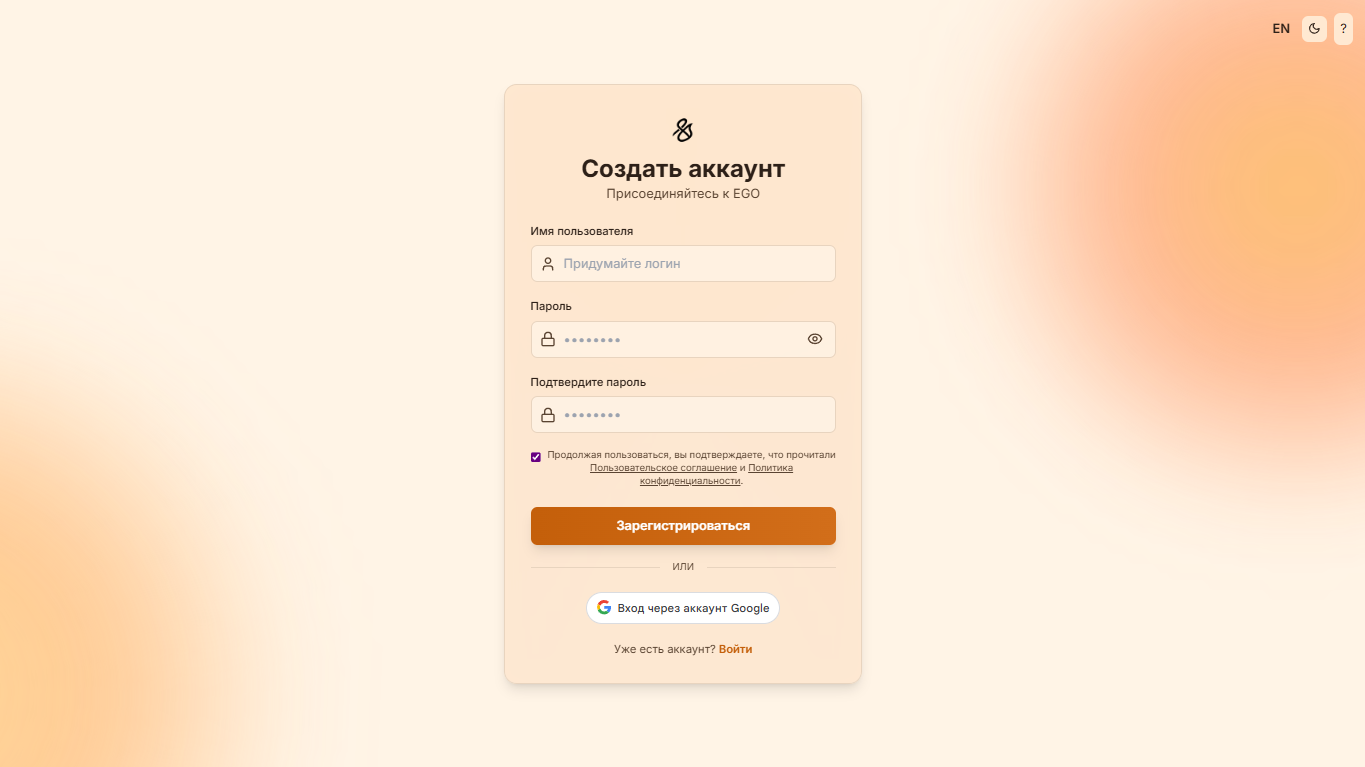 EN
?
Создать аккаунт
Присоединяйтесь к EGO
Имя пользователя
Придумайте логин
Пароль
••••••••
Подтвердите пароль
••••••••
Продолжая пользоваться, вы подтверждаете, что прочитали
Пользовательское соглашение и Политика
конфиденциальности.
Зарегистрироваться
ИЛИ
Вход через аккаунт Google
Уже есть аккаунт? Войти